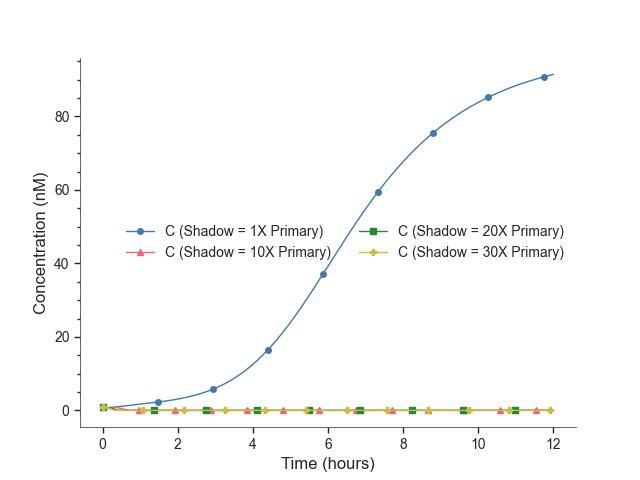 80
60
40
20
0
Concentration (nM)
C (Shadow = 1X Primary)
C (Shadow = 20X Primary)
C (Shadow = 10X Primary)
C (Shadow = 30X Primary)
0 2 4 6 8 10 12
Time (hours)